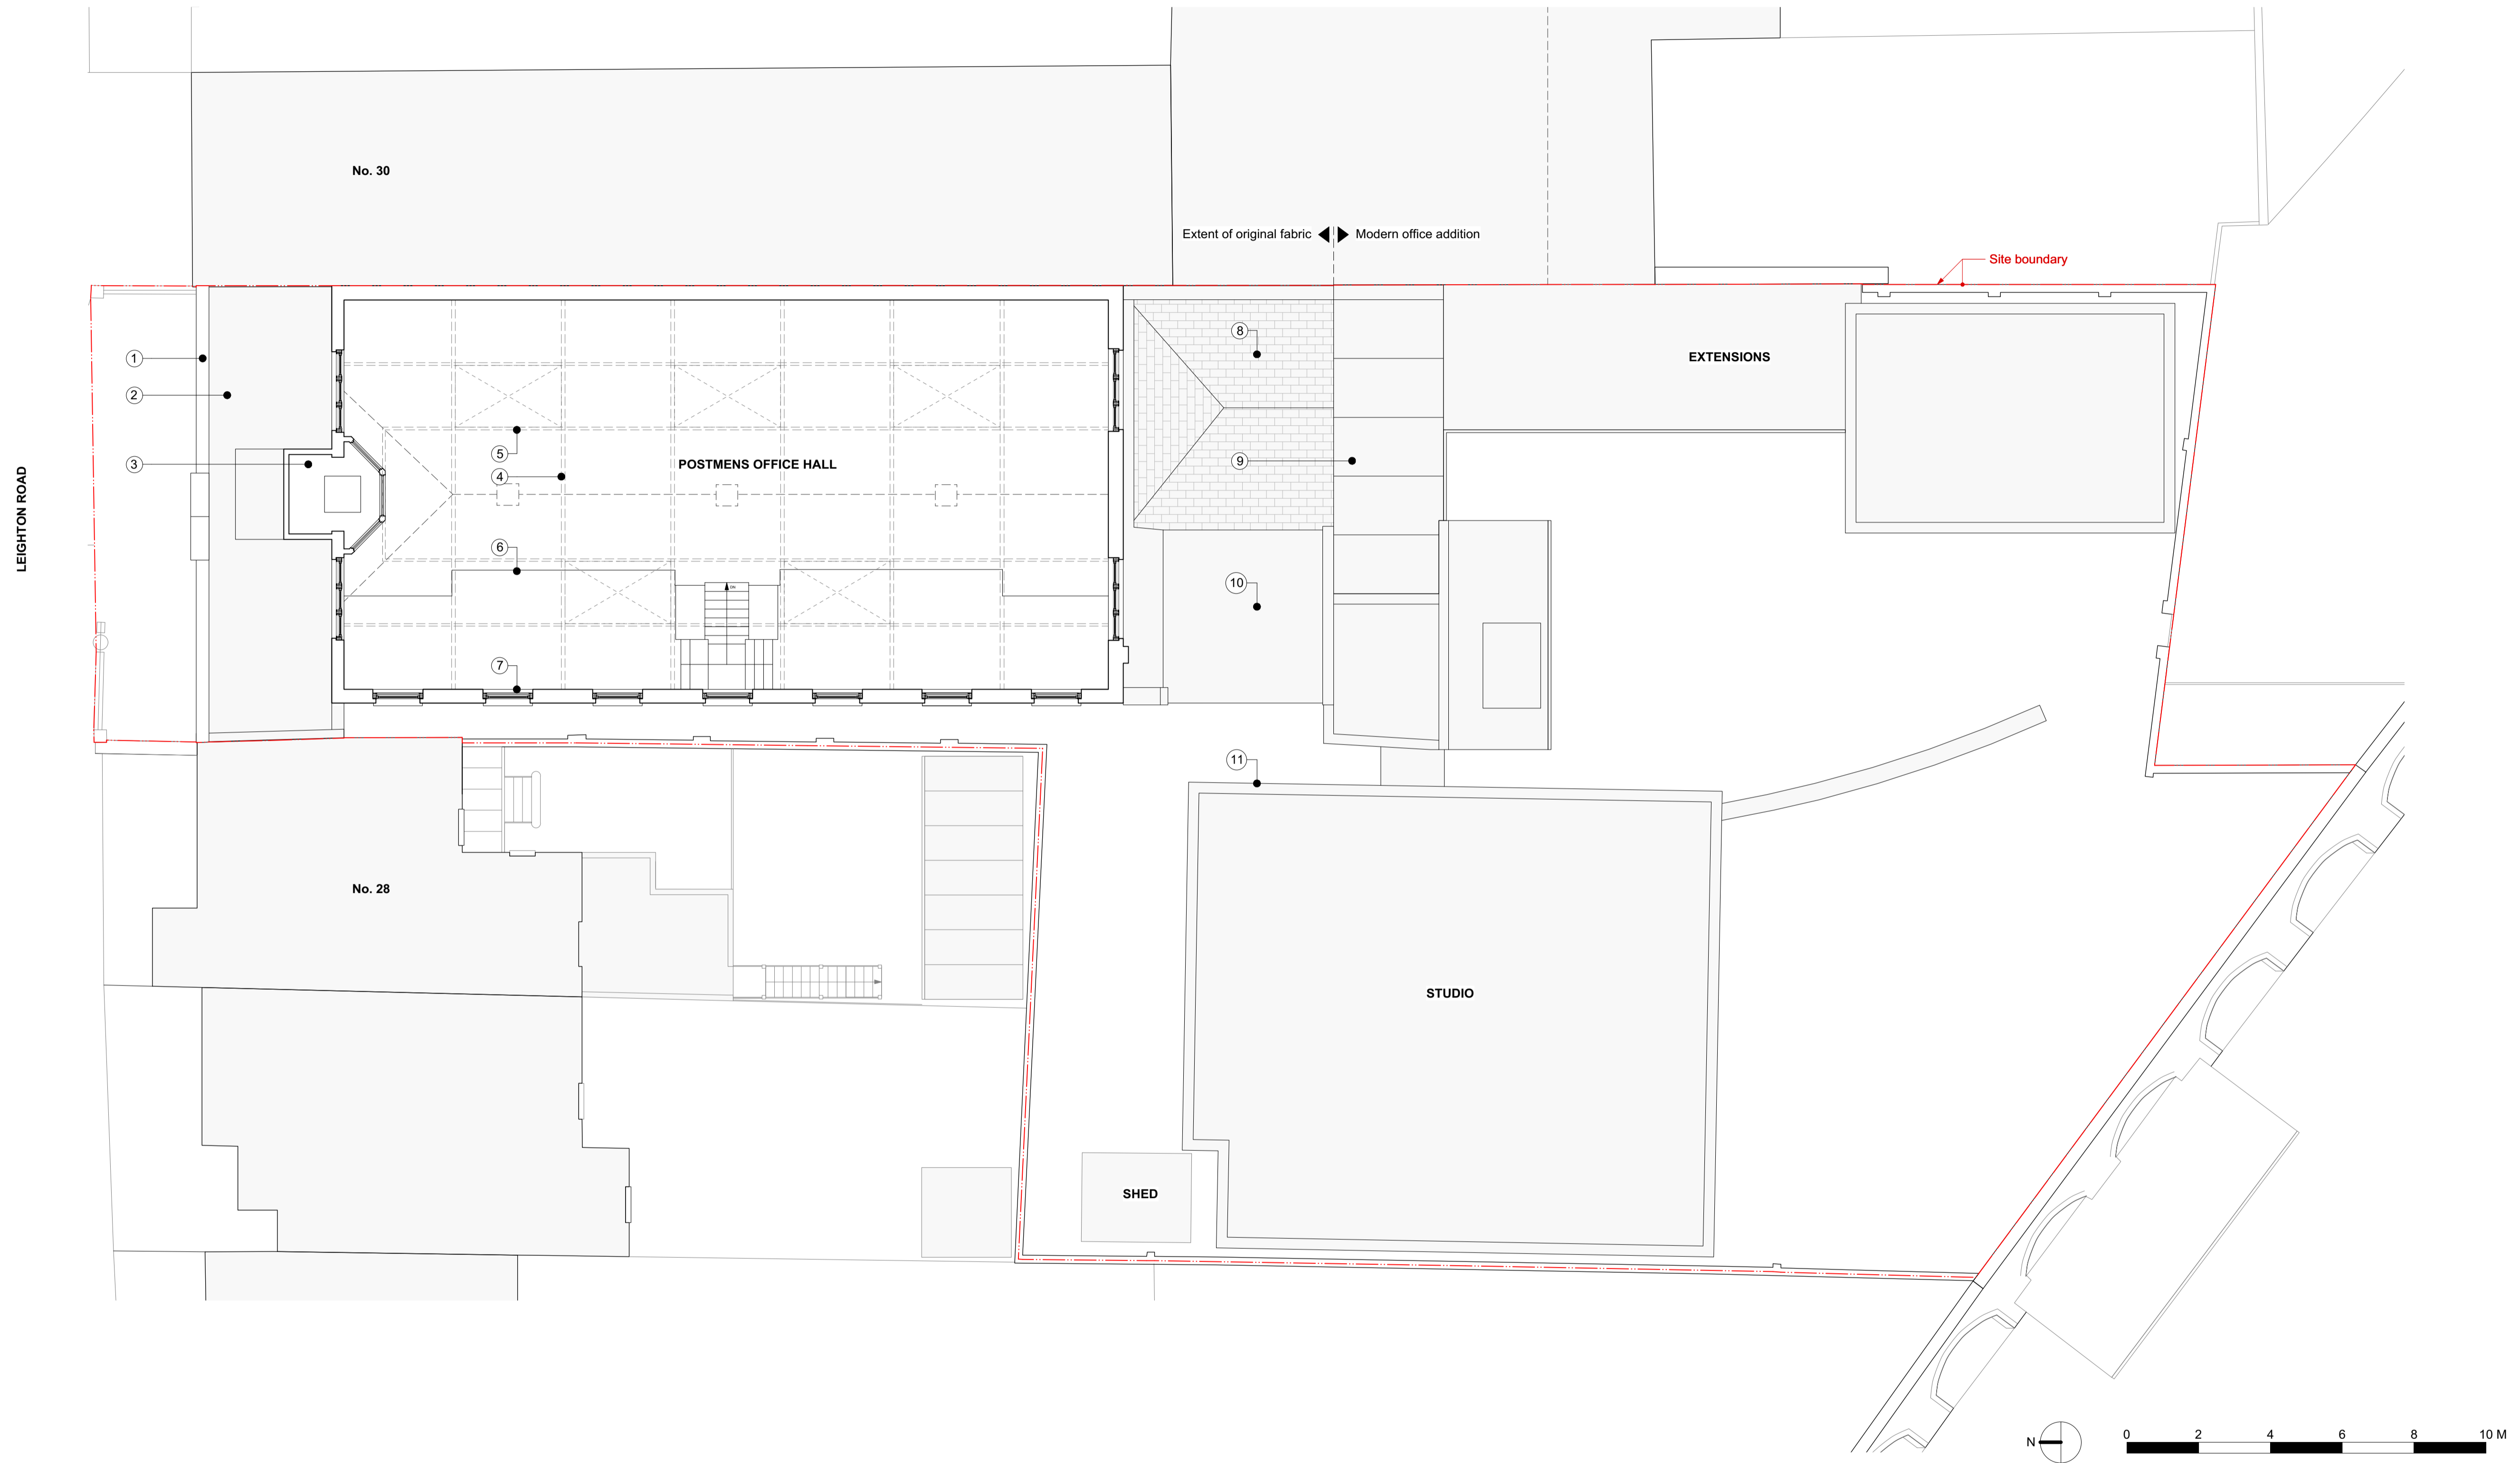 No. 30
Extent of original fabric
Modern office addition
Site boundary
LEIGHTON ROAD
1
2
3
4
5
6
7
8
9
10
11
POSTMENS OFFICE HALL
DN
EXTENSIONS
No. 28
STUDIO
SHED
N
0 2 4 6 8 10 M